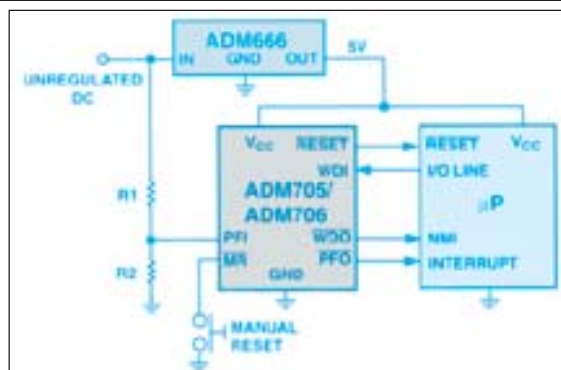 ADM666
IN GND OUT
5V
UNREGULATED
DC
VCC RESET
WDI
ADM705/
ADM706
PFI
WDO
MR
PFO
GND
RESET VCC
I/O LINE
μP
NMI
INTERRUPT
R1
R2
MANUAL
RESET